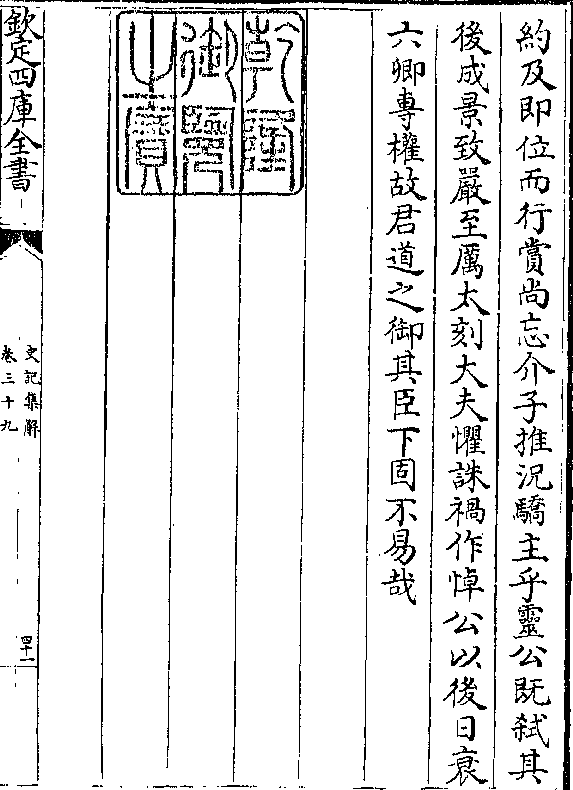 約及即位而行賞尚忘介子推況驕主乎靈公既弑其
後成景致嚴至厲太刻大夫懼誅禍作悼公以後日衰
六卿專權故君道之御其臣下固不易哉
乾隆御覽之寶
欽定四庫全書
史記集解
卷三十九
四十一